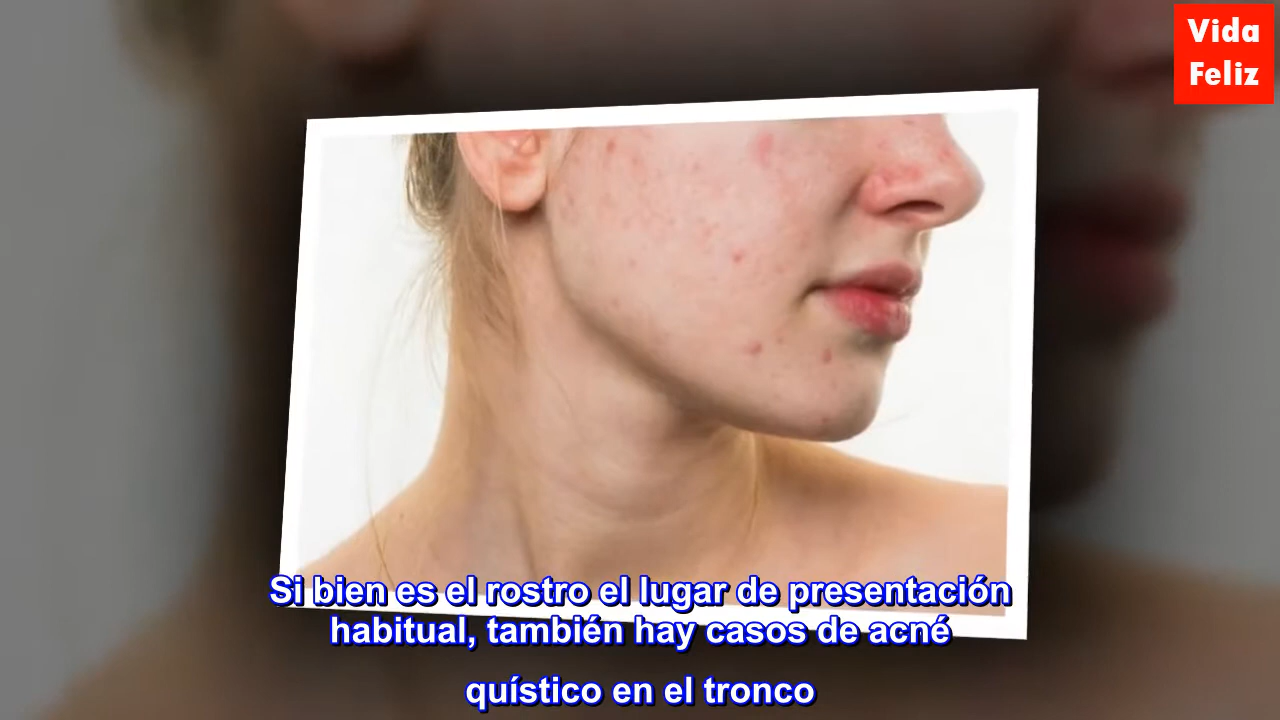 Vida
Feliz
Si bien es el rostro el lugar de presentación
habitual, también hay casos de acné
quístico en el tronco